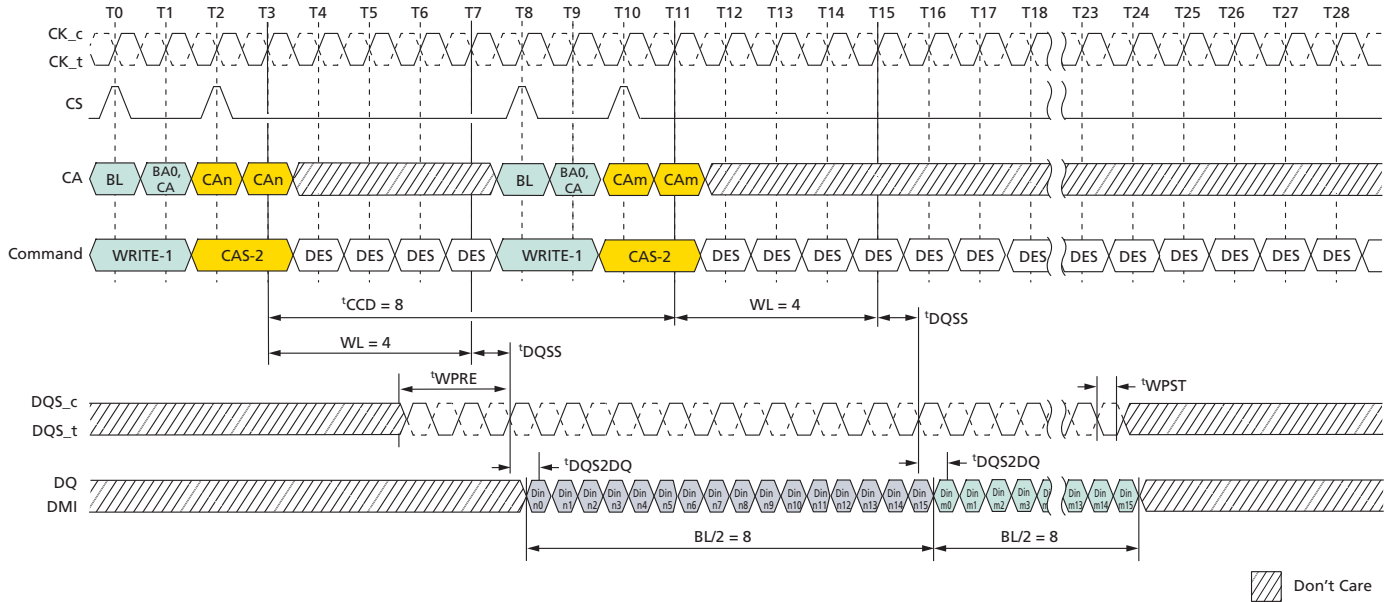 T0 T1 T2 T3 T4 T5 T6 T7 T8 T9 T10 T11 T12 T13 T14 T15 T16 T17 T18 T23 T24 T25 T26 T27 T28
CK_c
CK_t
CS
CA BL BA0, CA CAn CAn BL BA0, CA CAm CAm
Command WRITE-1 CAS-2 DES DES DES DES WRITE-1 CAS-2 DES DES DES DES DES DES DES DES DES DES DES DES DES
tCCD = 8 WL = 4 tDQSS
WL = 4 tDQSS
tWPRE tWPST
DQS_c
DQS_t
tDQS2DQ tDQS2DQ
DQ
DMI
Din n0 Din n1 Din n2 Din n3 Din n4 Din n5 Din n6 Din n7 Din n8 Din n9 Din n10 Din n11 Din n12 Din n13 Din n14 Din n15 Din m0 Din m1 Din m2 Din m3 Din m13 Din m14 Din m15
BL/2 = 8 BL/2 = 8
Don't Care